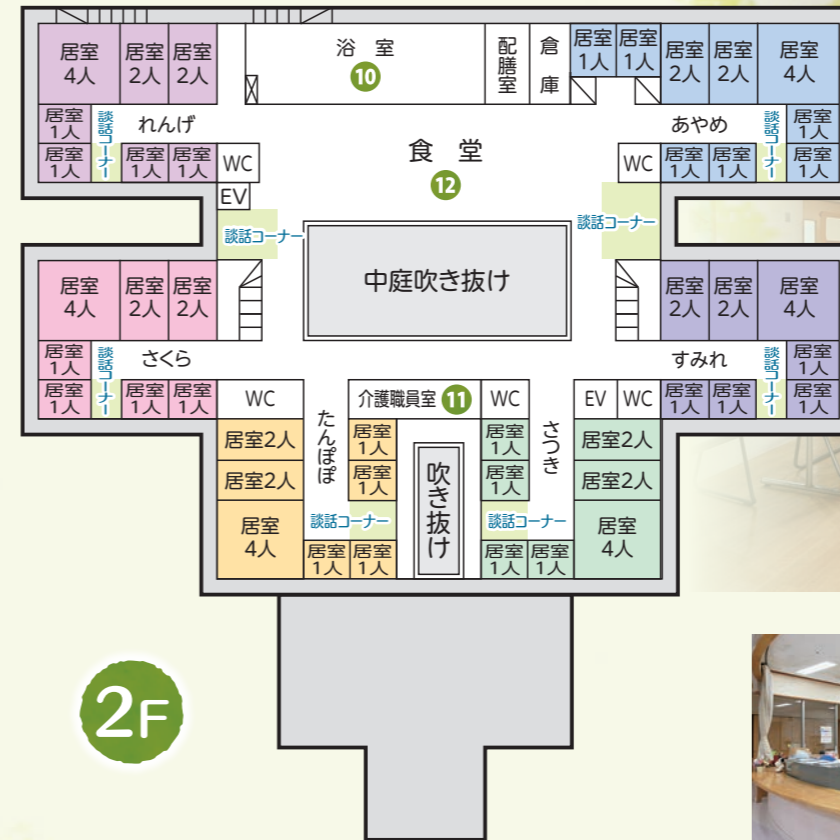 居室
4人
居室
2人
居室
2人
浴 室
10
配膳室
倉庫
居室
1人
居室
1人
居室
2人
居室
2人
居室
4人
居室
1人
談話コーナー
れんげ
あやめ
談話コーナー
居室
1人
居室
1人
居室
1人
居室
1人
WC
食 堂
12
WC
居室
1人
居室
1人
居室
1人
EV
談話コーナー
談話コーナー
中庭吹き抜け
居室
4人
居室
2人
居室
2人
居室
2人
居室
2人
居室
4人
居室
1人
談話コーナー
さくら
すみれ
談話コーナー
居室
1人
居室
1人
居室
1人
居室
1人
WC
たんぽぽ
介護職員室 11
WC
さつき
EV
WC
居室
1人
居室
1人
居室
1人
居室2人
居室
1人
居室
1人
居室2人
居室2人
居室
1人
吹き抜け
居室
1人
居室2人
居室
4人
談話コーナー
談話コーナー
居室
4人
居室
1人
居室
1人
居室
1人
居室
1人
2F